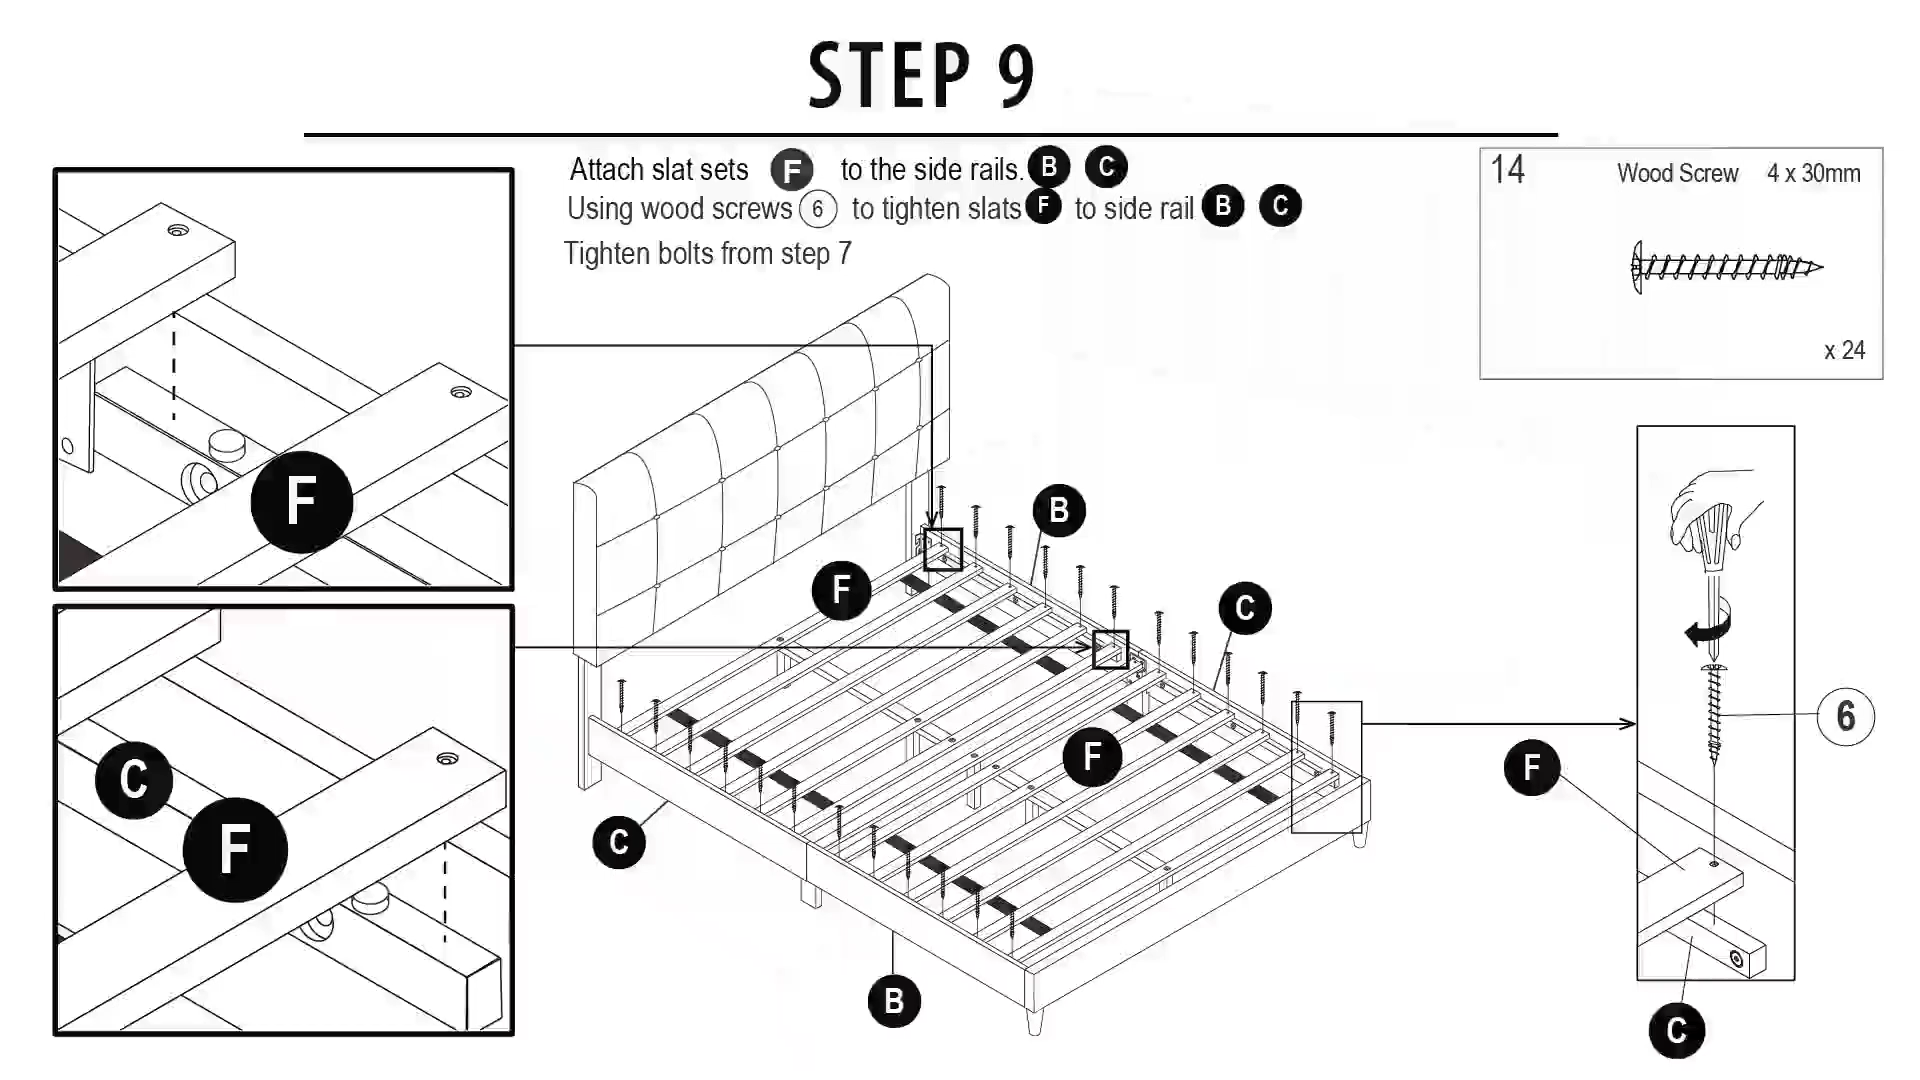 STEP 9
Attach slat sets F to the side rails. B C
Using wood screws 6 to tighten slats F to side rail B C
Tighten bolts from step 7
14 Wood Screw 4 x 30mm
x 24
F
C
F
B
F
C
F
C
B
6
F
C